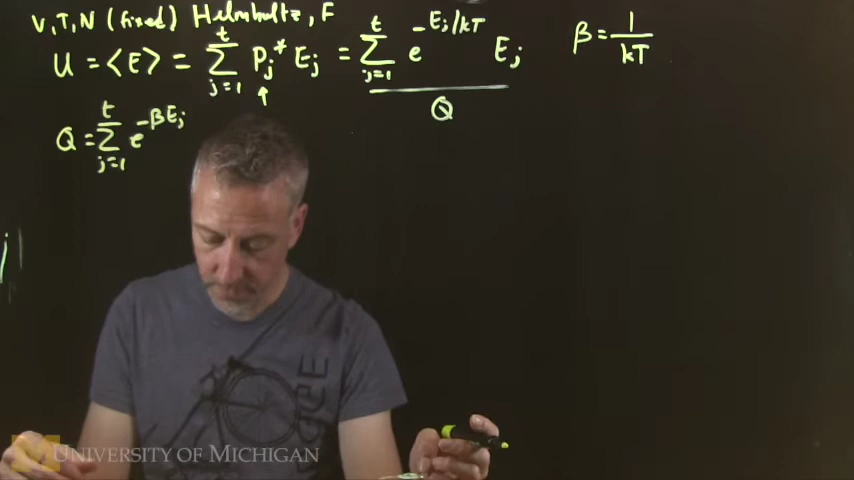 V,T,N (fixed) Helmholtz, F
U = <E> = Σ_{j=1}^{t} P_j* E_j = Σ_{j=1}^{t} e^{-E_j/kT} E_j / Q
β = 1/kT
Q = Σ_{j=1}^{t} e^{-βE_j}
j
UNIVERSITY OF MICHIGAN